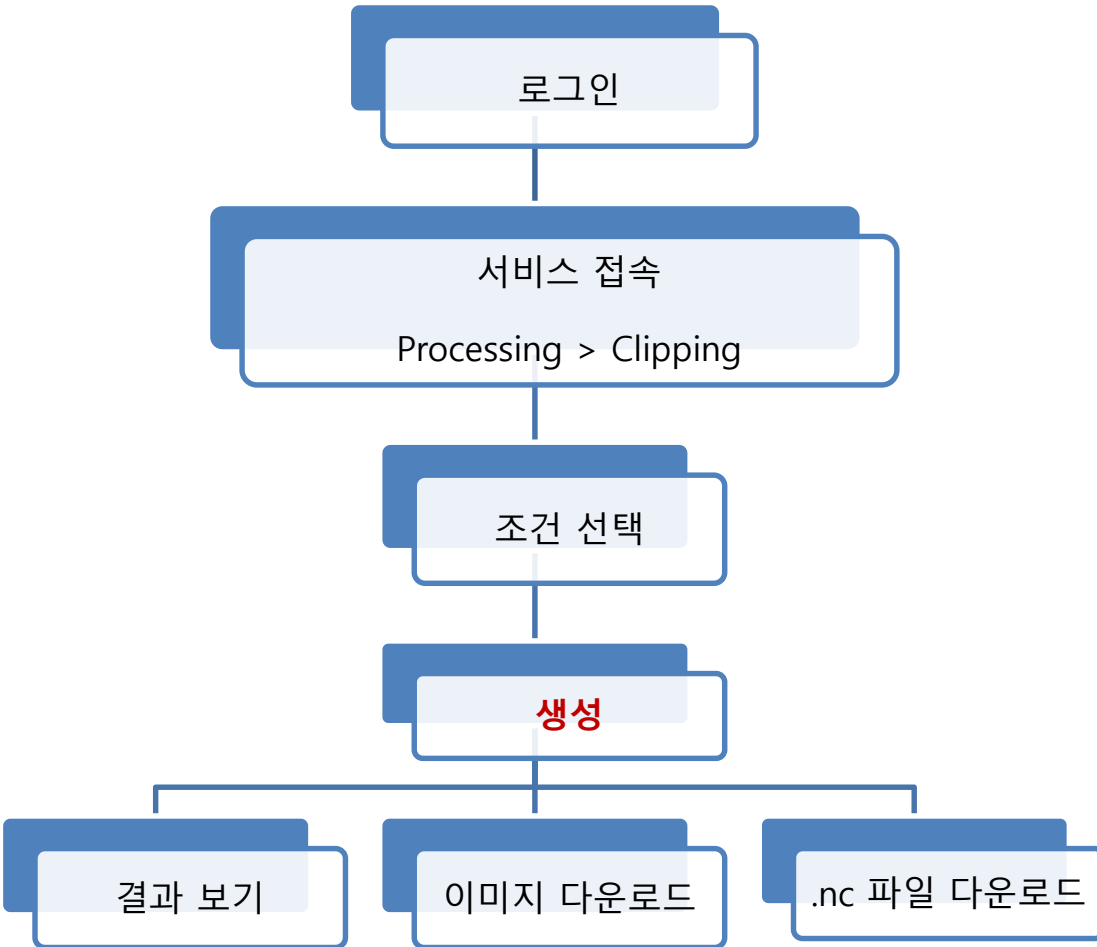 로그인
서비스 접속
Processing > Clipping
조건 선택
생성
결과 보기
이미지 다운로드
.nc 파일 다운로드